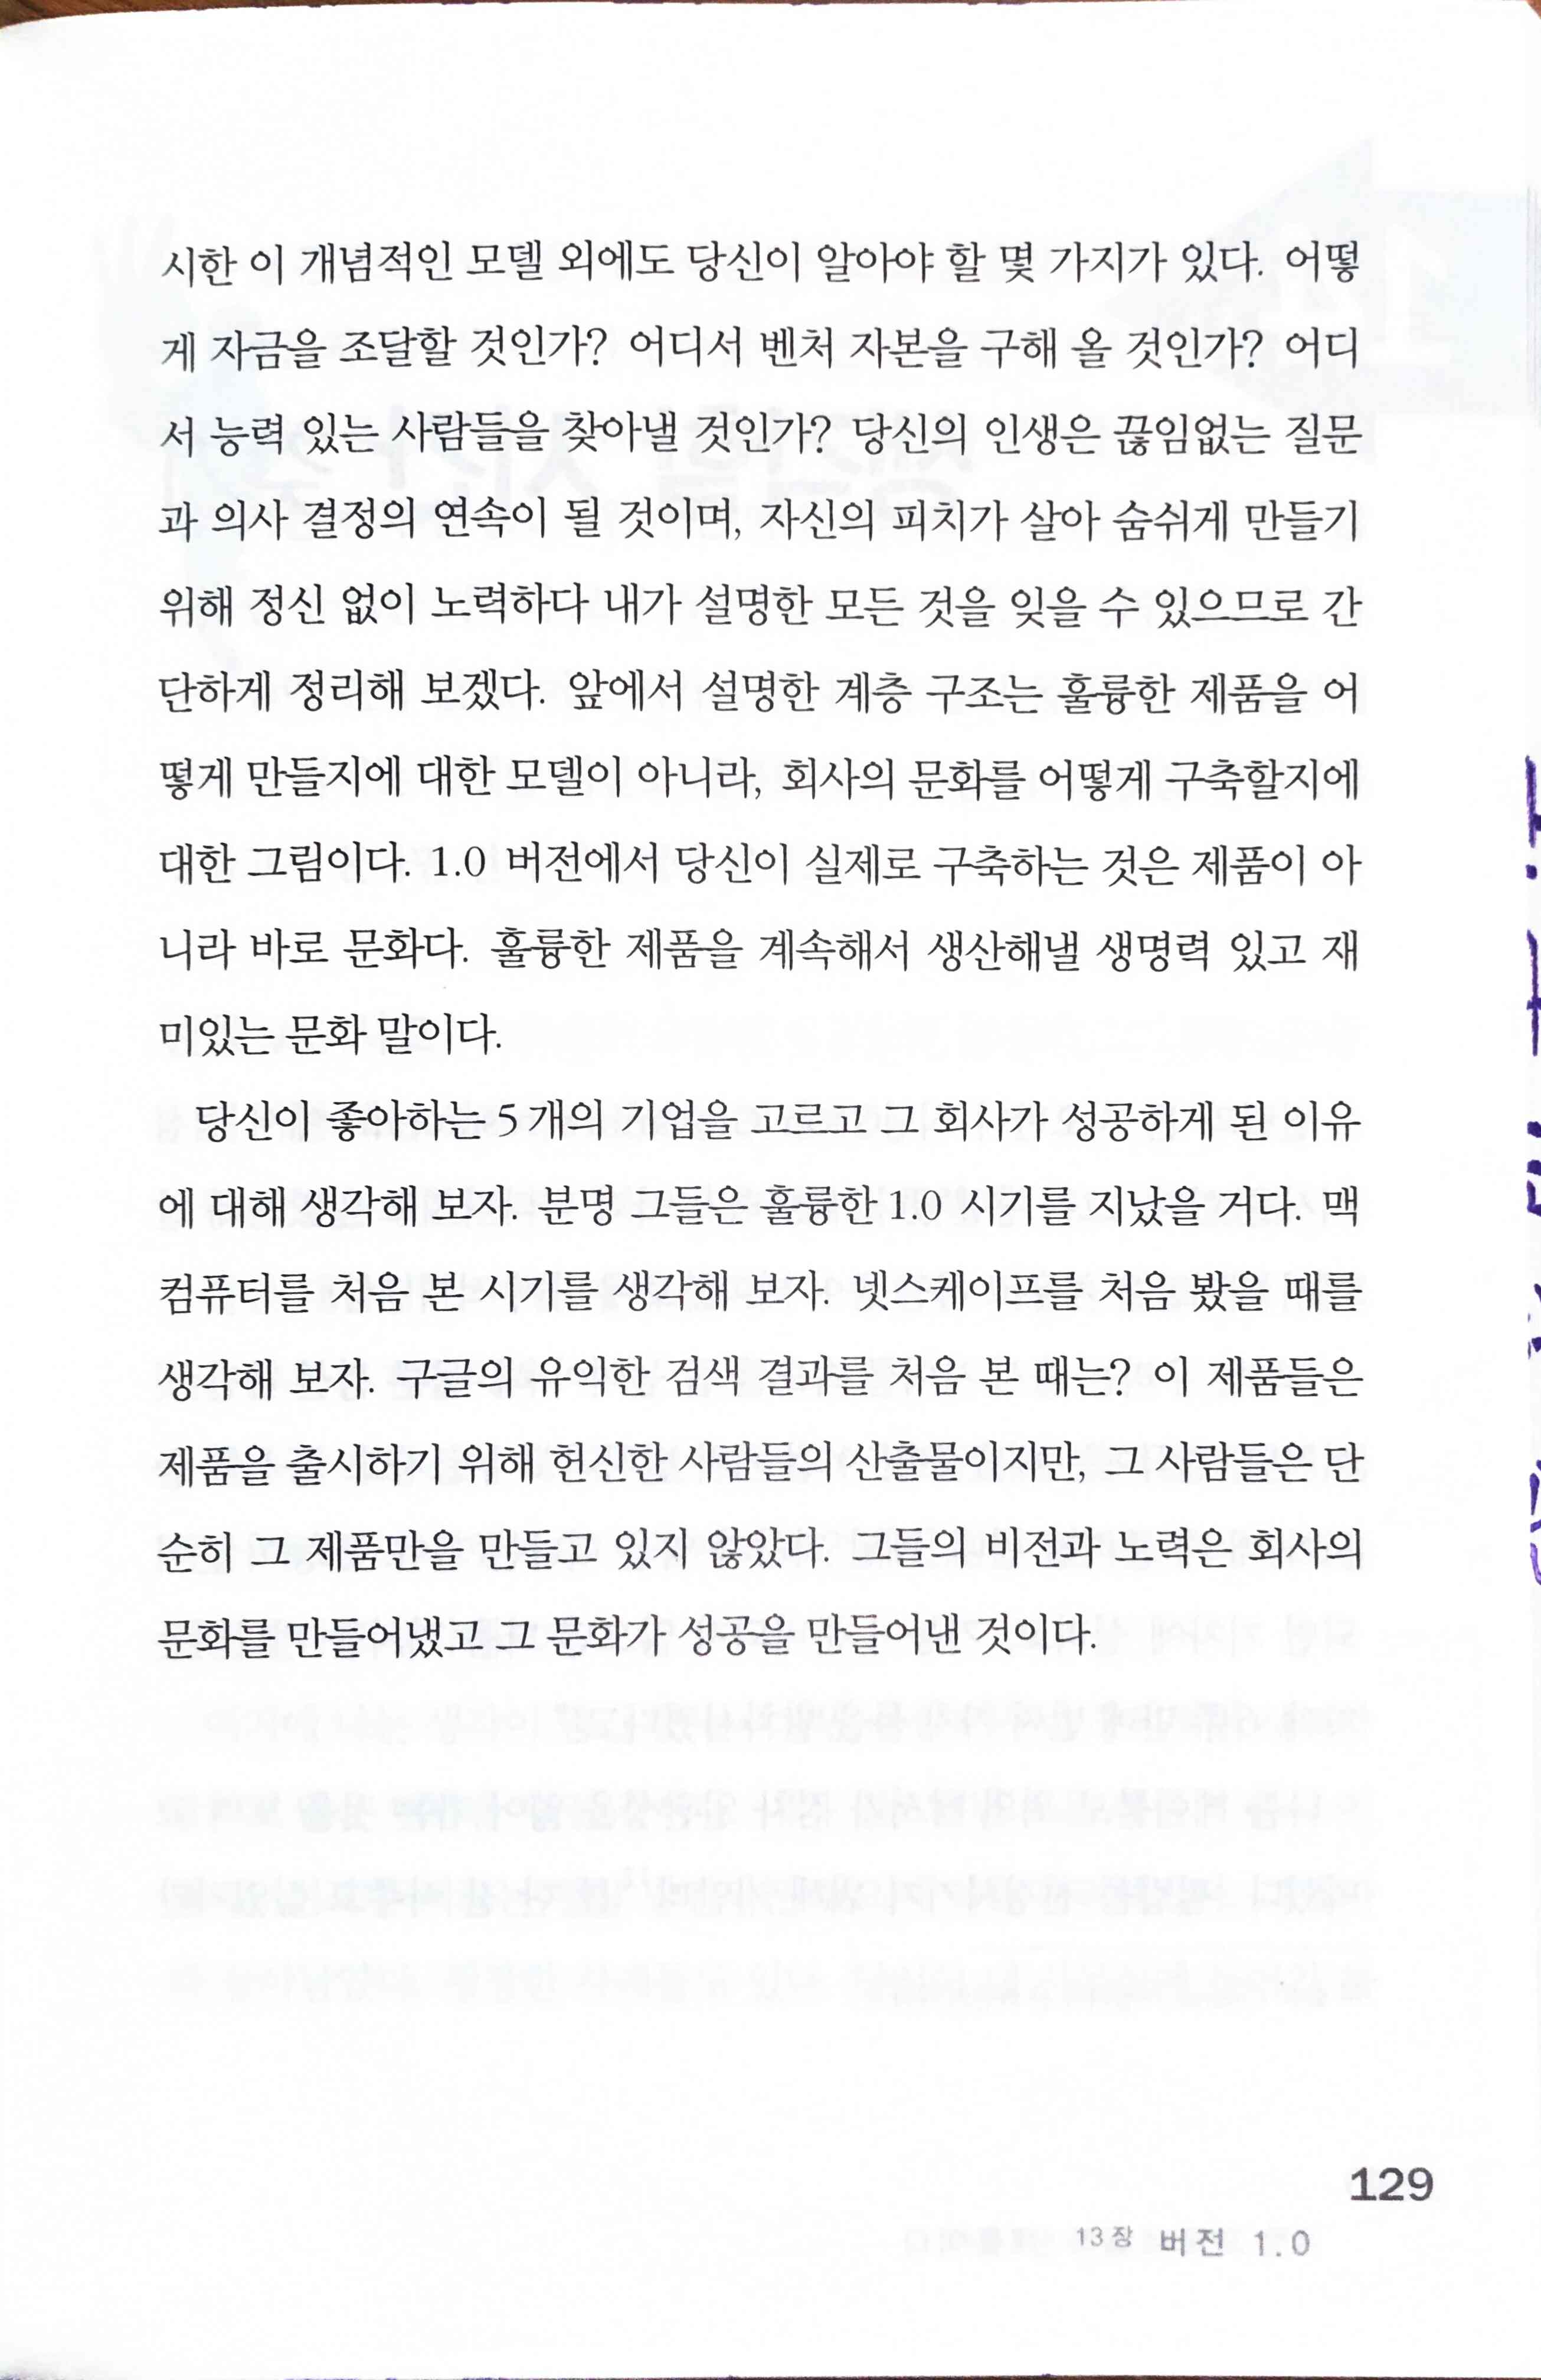 시한 이 개념적인 모델 외에도 당신이 알아야 할 몇 가지가 있다. 어떻
게 자금을 조달할 것인가? 어디서 벤처 자본을 구해 올 것인가? 어디
서 능력 있는 사람들을 찾아낼 것인가? 당신의 인생은 끊임없는 질문
과 의사 결정의 연속이 될 것이며, 자신의 피치가 살아 숨쉬게 만들기
위해 정신 없이 노력하다 내가 설명한 모든 것을 잊을 수 있으므로 간
단하게 정리해 보겠다. 앞에서 설명한 계층 구조는 훌륭한 제품을 어
떻게 만들지에 대한 모델이 아니라, 회사의 문화를 어떻게 구축할지에
대한 그림이다. 1.0 버전에서 당신이 실제로 구축하는 것은 제품이 아
니라 바로 문화다. 훌륭한 제품을 계속해서 생산해낼 생명력 있고 재
미있는 문화 말이다.
당신이 좋아하는 5개의 기업을 고르고 그 회사가 성공하게 된 이유
에 대해 생각해 보자. 분명 그들은 훌륭한 1.0 시기를 지났을 거다. 맥
컴퓨터를 처음 본 시기를 생각해 보자. 넷스케이프를 처음 봤을 때를
생각해 보자. 구글의 유익한 검색 결과를 처음 본 때는? 이 제품들은
제품을 출시하기 위해 헌신한 사람들의 산출물이지만, 그 사람들은 단
순히 그 제품만을 만들고 있지 않았다. 그들의 비전과 노력은 회사의
문화를 만들어냈고 그 문화가 성공을 만들어낸 것이다.
129
13장 버전 1.0